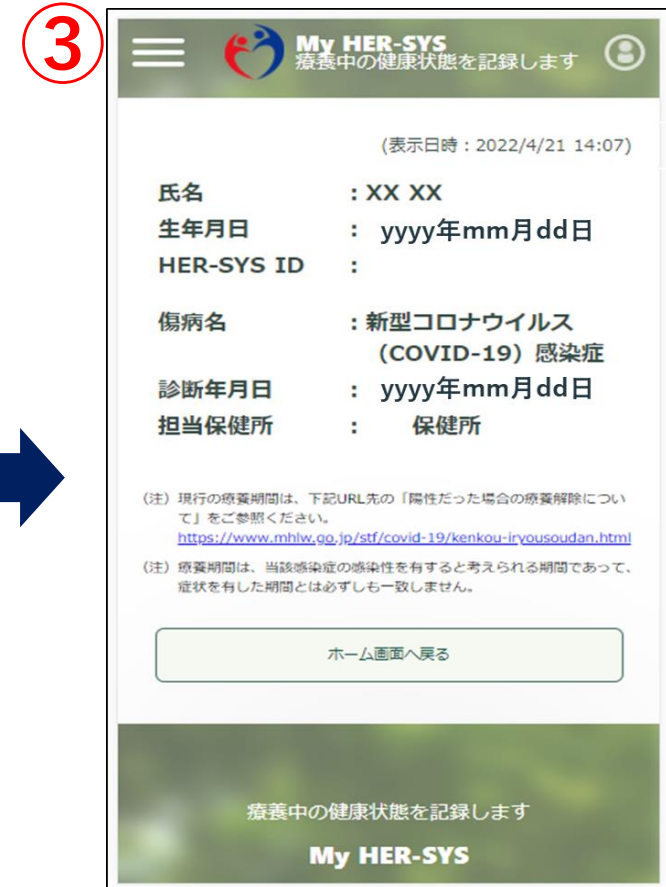 ③
My HER-SYS
療養中の健康状態を記録します
(表示日時：2022/4/21 14:07)
氏名 ：XX XX
生年月日 ： yyyy年mm月dd日
HER-SYS ID ：
傷病名 ：新型コロナウイルス
（COVID-19）感染症
診断年月日 ： yyyy年mm月dd日
担当保健所 ： 保健所
（注）現行の療養期間は、下記URL先の「陽性だった場合の療養解除につい
て」をご参照ください。
https://www.mhlw.go.jp/stf/covid-19/kenkou-iryousoudan.html
（注）療養期間は、当該感染症の感染性を有すると考えられる期間であって、
症状を有した期間とは必ずしも一致しません。
ホーム画面へ戻る
療養中の健康状態を記録します
My HER-SYS